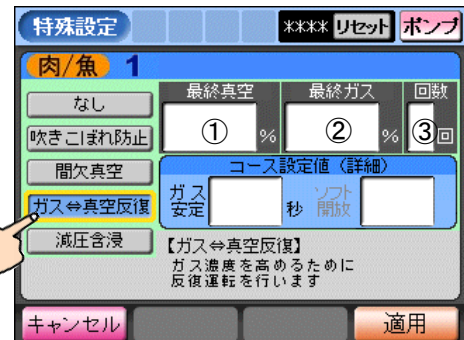 特殊設定 ＊＊＊＊ リセット ポンプ
肉/魚 1
最終真空 最終ガス 回数
① % ② % ③ 回
なし
吹きこぼれ防止
間欠真空
ガス⇔真空反復
減圧含浸
コース設定値（詳細）
ガス安定 秒 ソフト開放
【ガス⇔真空反復】
ガス濃度を高めるために
反復運転を行います
キャンセル 適用